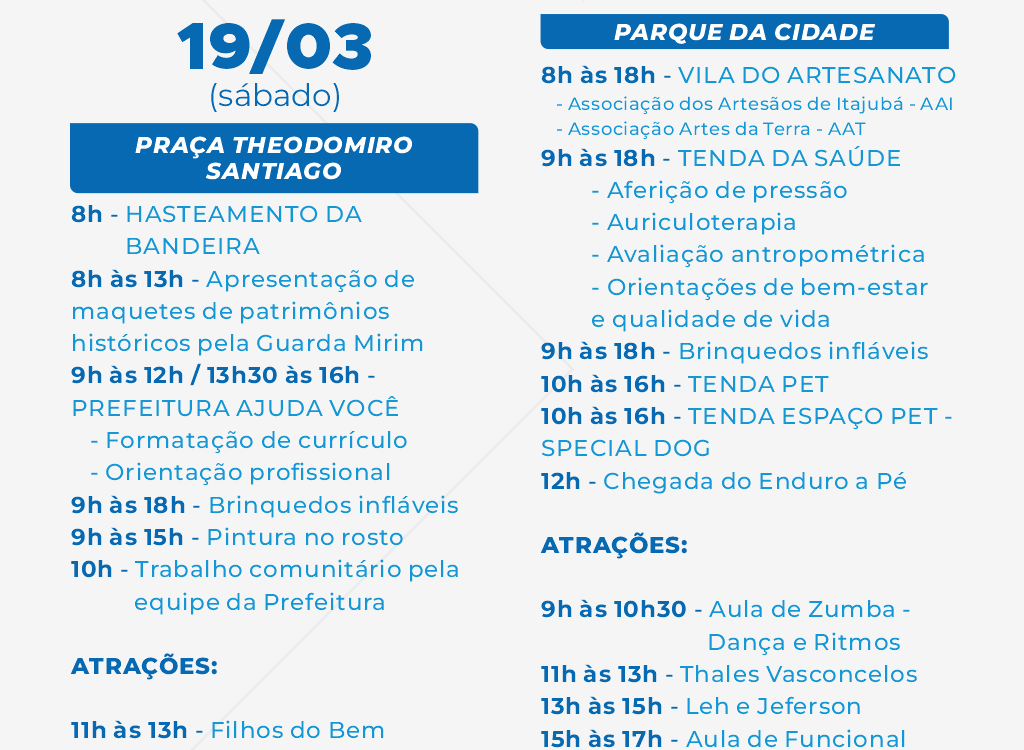 19/03
(sábado)
PRAÇA THEODOMIRO
SANTIAGO
8h - HASTEAMENTO DA
BANDEIRA
8h às 13h - Apresentação de
maquetes de patrimônios
históricos pela Guarda Mirim
9h às 12h / 13h30 às 16h -
PREFEITURA AJUDA VOCÊ
- Formatação de currículo
- Orientação profissional
9h às 18h - Brinquedos infláveis
9h às 15h - Pintura no rosto
10h - Trabalho comunitário pela
equipe da Prefeitura
ATRAÇÕES:
11h às 13h - Filhos do Bem
PARQUE DA CIDADE
8h às 18h - VILA DO ARTESANATO
- Associação dos Artesãos de Itajubá - AAI
- Associação Artes da Terra - AAT
9h às 18h - TENDA DA SAÚDE
- Aferição de pressão
- Auriculoterapia
- Avaliação antropométrica
- Orientações de bem-estar
e qualidade de vida
9h às 18h - Brinquedos infláveis
10h às 16h - TENDA PET
10h às 16h - TENDA ESPAÇO PET -
SPECIAL DOG
12h - Chegada do Enduro a Pé
ATRAÇÕES:
9h às 10h30 - Aula de Zumba -
Dança e Ritmos
11h às 13h - Thales Vasconcelos
13h às 15h - Leh e Jeferson
15h às 17h - Aula de Funcional